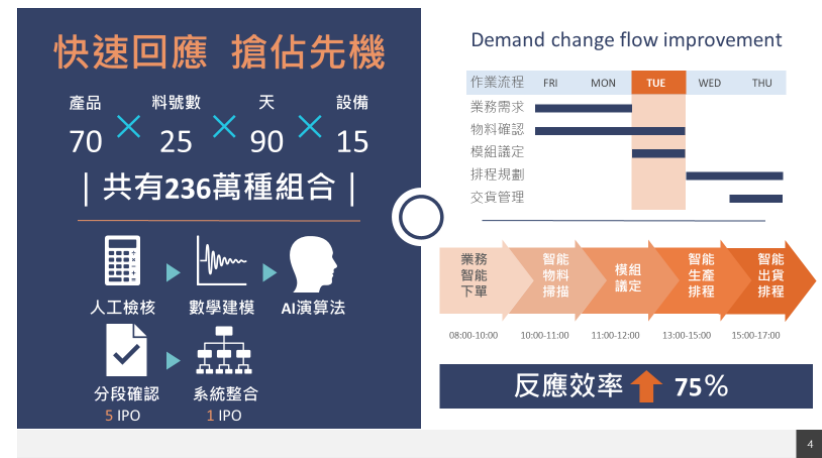 快速回應 搶佔先機
產品 料號數 天 設備
70 × 25 × 90 × 15
|共有236萬種組合|
人工檢核 數學建模 AI演算法
分段確認 系統整合
5 IPO 1 IPO
Demand change flow improvement
作業流程 FRI MON TUE WED THU
業務需求
物料確認
模組議定
排程規劃
交貨管理
業務
智能
下單
智能
物料
掃描
模組
議定
智能
生產
排程
智能
出貨
排程
08:00-10:00 10:00-11:00 11:00-12:00 13:00-15:00 15:00-17:00
反應效率 75%
4